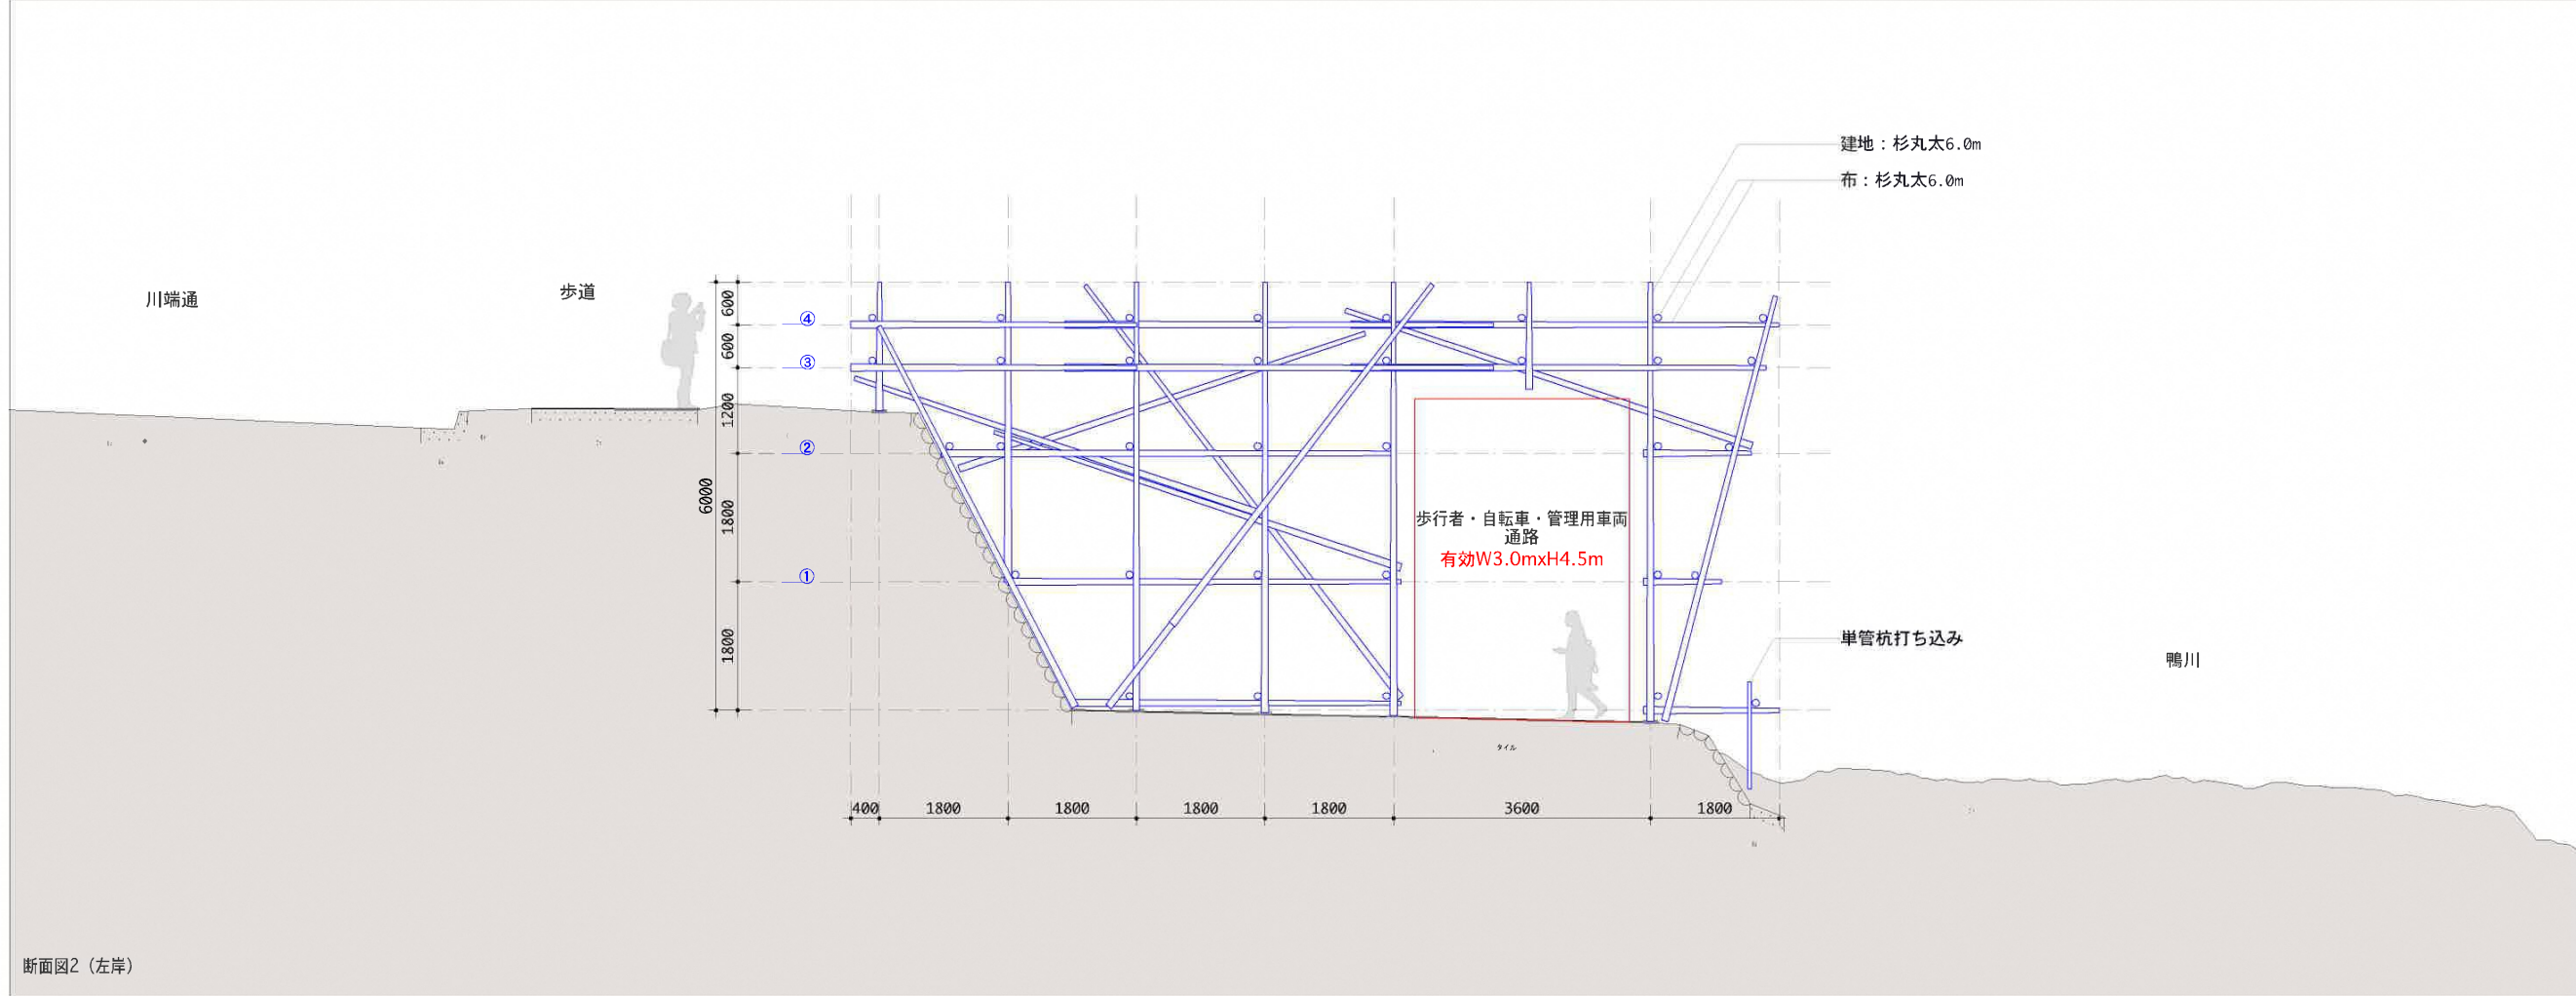 建地：杉丸太6.0m
布：杉丸太6.0m
川端通
歩道
600
④
600
③
1200
②
6000
1800
歩行者・自転車・管理用車両
通路
有効W3.0mxH4.5m
①
1800
単管杭打ち込み
鴨川
タイル
400
1800
1800
1800
1800
3600
1800
断面図2（左岸）